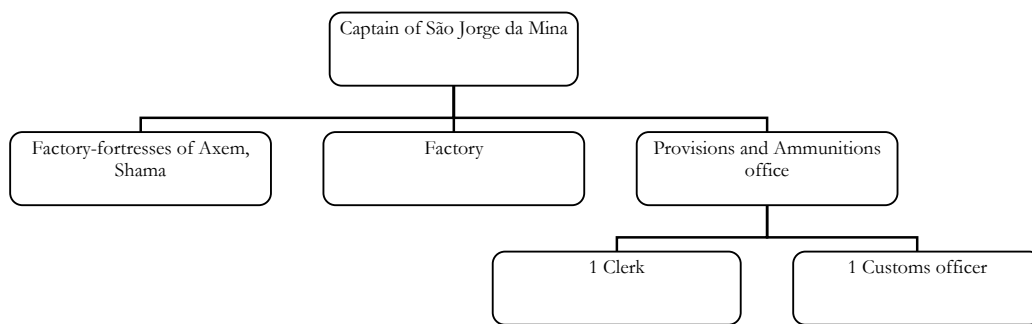 Captain of São Jorge da Mina
Factory-fortresses of Axem,
Shama
Factory
Provisions and Ammunitions
office
1 Clerk
1 Customs officer